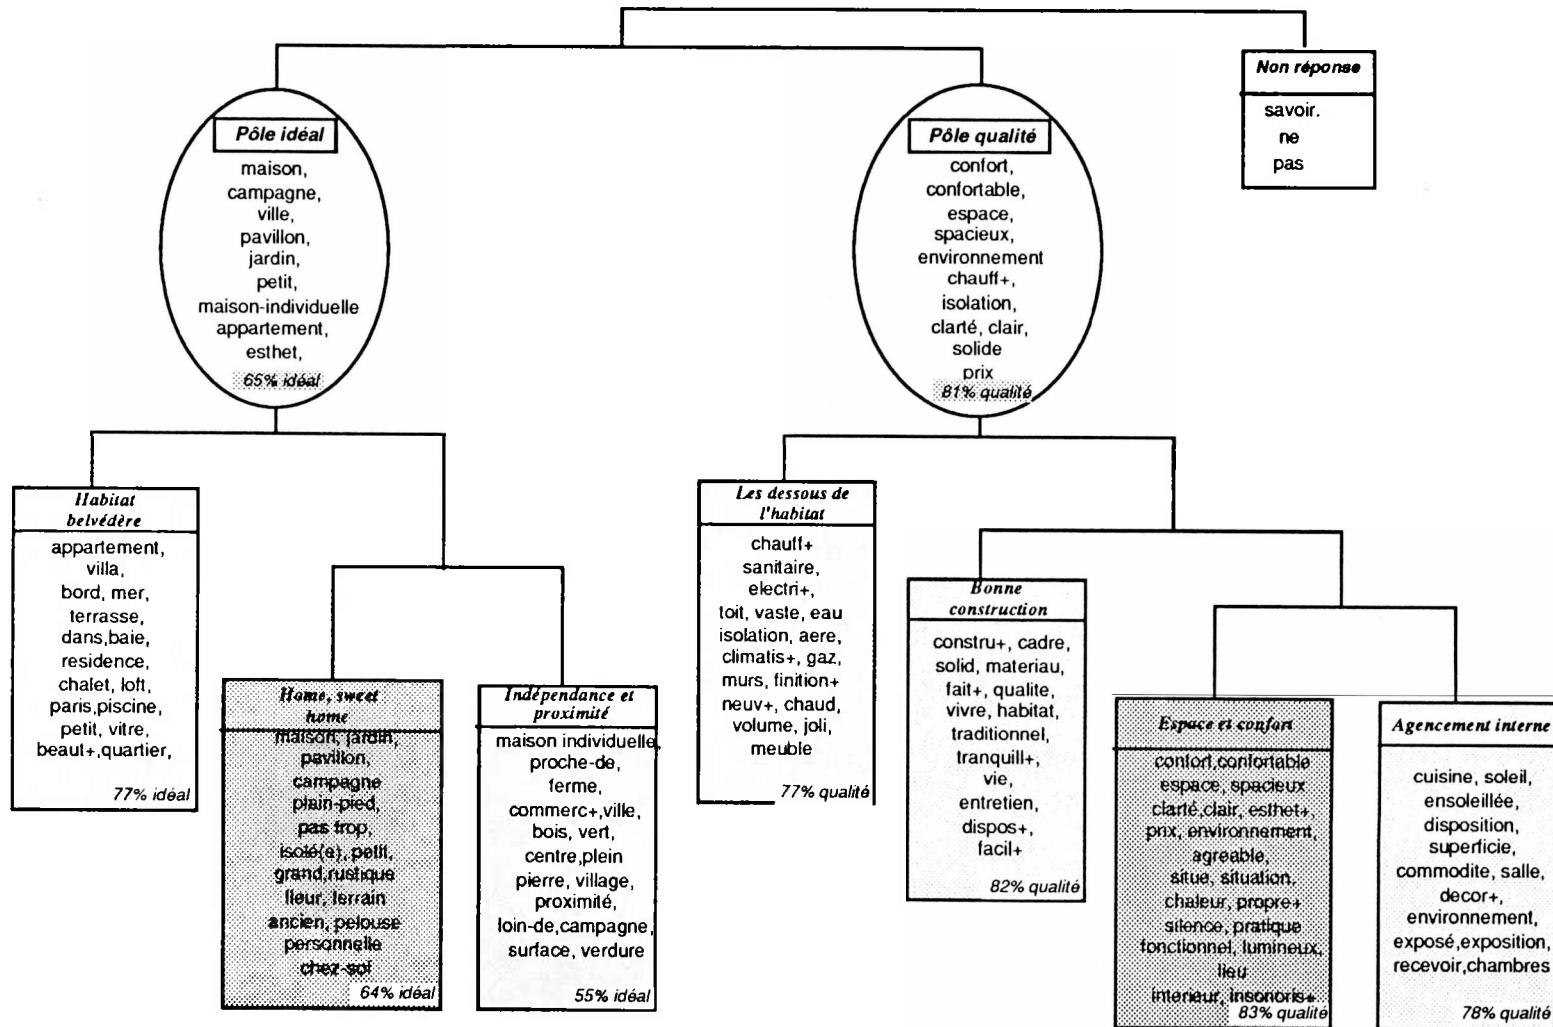 Non réponse
savoir.
ne
pas
Pôle idéal
maison,
campagne,
ville,
pavillon,
jardin,
petit,
maison-individuelle
appartement,
esthet,
65% idéal
Pôle qualité
confort,
confortable,
espace,
spacieux,
environnement
chauff+,
isolation,
clarté, clair,
solide
prix
81% qualité
Habitat
belvédère
appartement,
villa,
bord, mer,
terrasse,
dans,baie,
residence,
chalet, loft,
paris,piscine,
petit, vitre,
beaut+,quartier,
77% idéal
Home, sweet
home
maison, jardin,
pavillon,
campagne
plain-pied,
pas trop,
isolé(e), petit,
grand,rustique
fleur, terrain
ancien, pelouse
personnelle
chez-soi
64% idéal
Indépendance et
proximité
maison individuelle,
proche-de,
ferme,
commerc+,ville,
bois, vert,
centre,plein
pierre, village,
proximité,
loin-de,campagne,
surface, verdure
55% idéal
Les dessous de
l'habitat
chauff+
sanitaire,
electri+,
toit, vaste, eau
isolation, aere,
climatis+, gaz,
murs, finition+
neuv+, chaud,
volume, joli,
meuble
77% qualité
Bonne
construction
constru+, cadre,
solid, materiau,
fait+, qualite,
vivre, habitat,
traditionnel,
tranquill+,
vie,
entretien,
dispos+,
facil+
82% qualité
Espace et confort
confort,confortable
espace, spacieux
clarté,clair, esthet+,
prix, environnement,
agreable,
situe, situation,
chaleur, propre+
silence, pratique
fonctionnel, lumineux,
lieu
interieur, insonoris+
83% qualité
Agencement interne
cuisine, soleil,
ensoleillée,
disposition,
superficie,
commodite, salle,
decor+,
environnement,
exposé,exposition,
recevoir,chambres
78% qualité